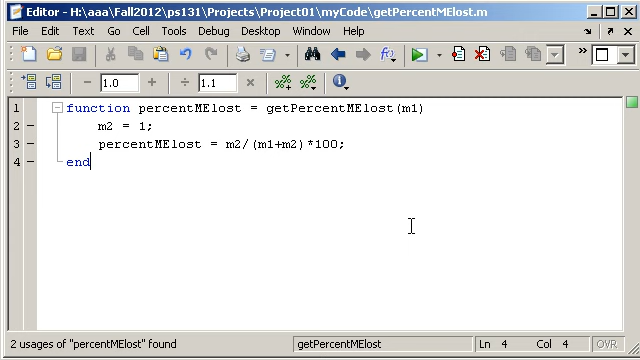 Editor - H:\aaa\Fall2012\ps131\Projects\Project01\myCode\getPercentMElost.m
File Edit Text Go Cell Tools Debug Desktop Window Help
1.0 1.1
1 function percentMElost = getPercentMElost(m1)
2 m2 = 1;
3 percentMElost = m2/(m1+m2)*100;
4 end
2 usages of "percentMElost" found getPercentMElost Ln 4 Col 4 OVR